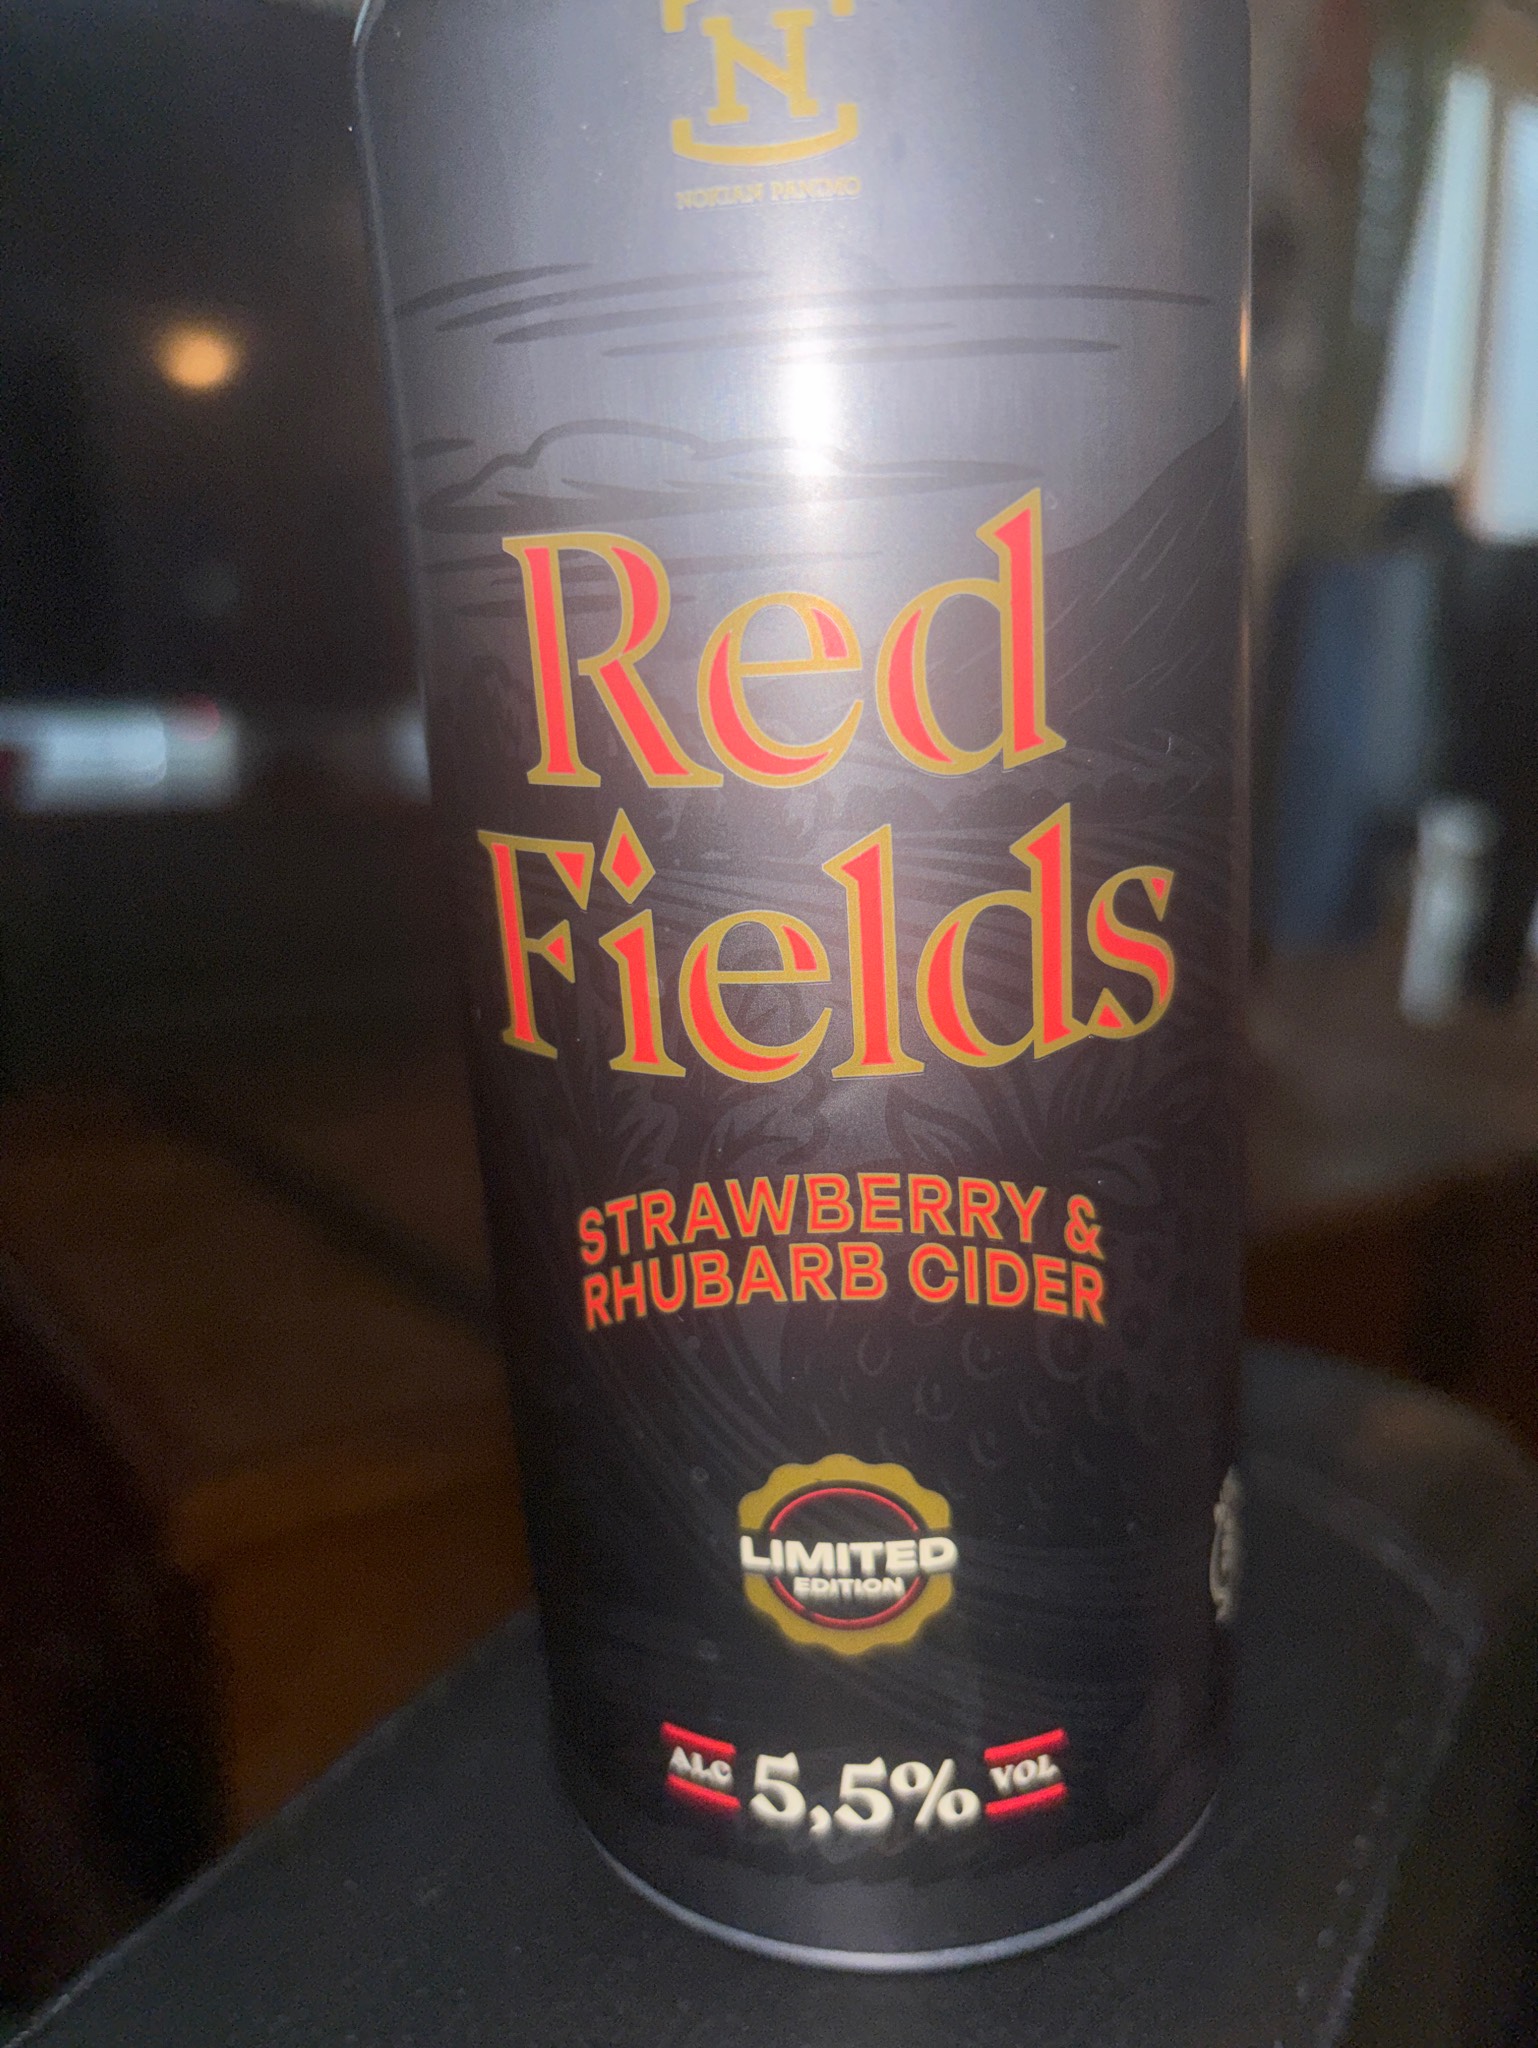 N
NOKIAN PANIMO
Red
Fields
STRAWBERRY &
RHUBARB CIDER
LIMITED
EDITION
ALC 5,5% VOL